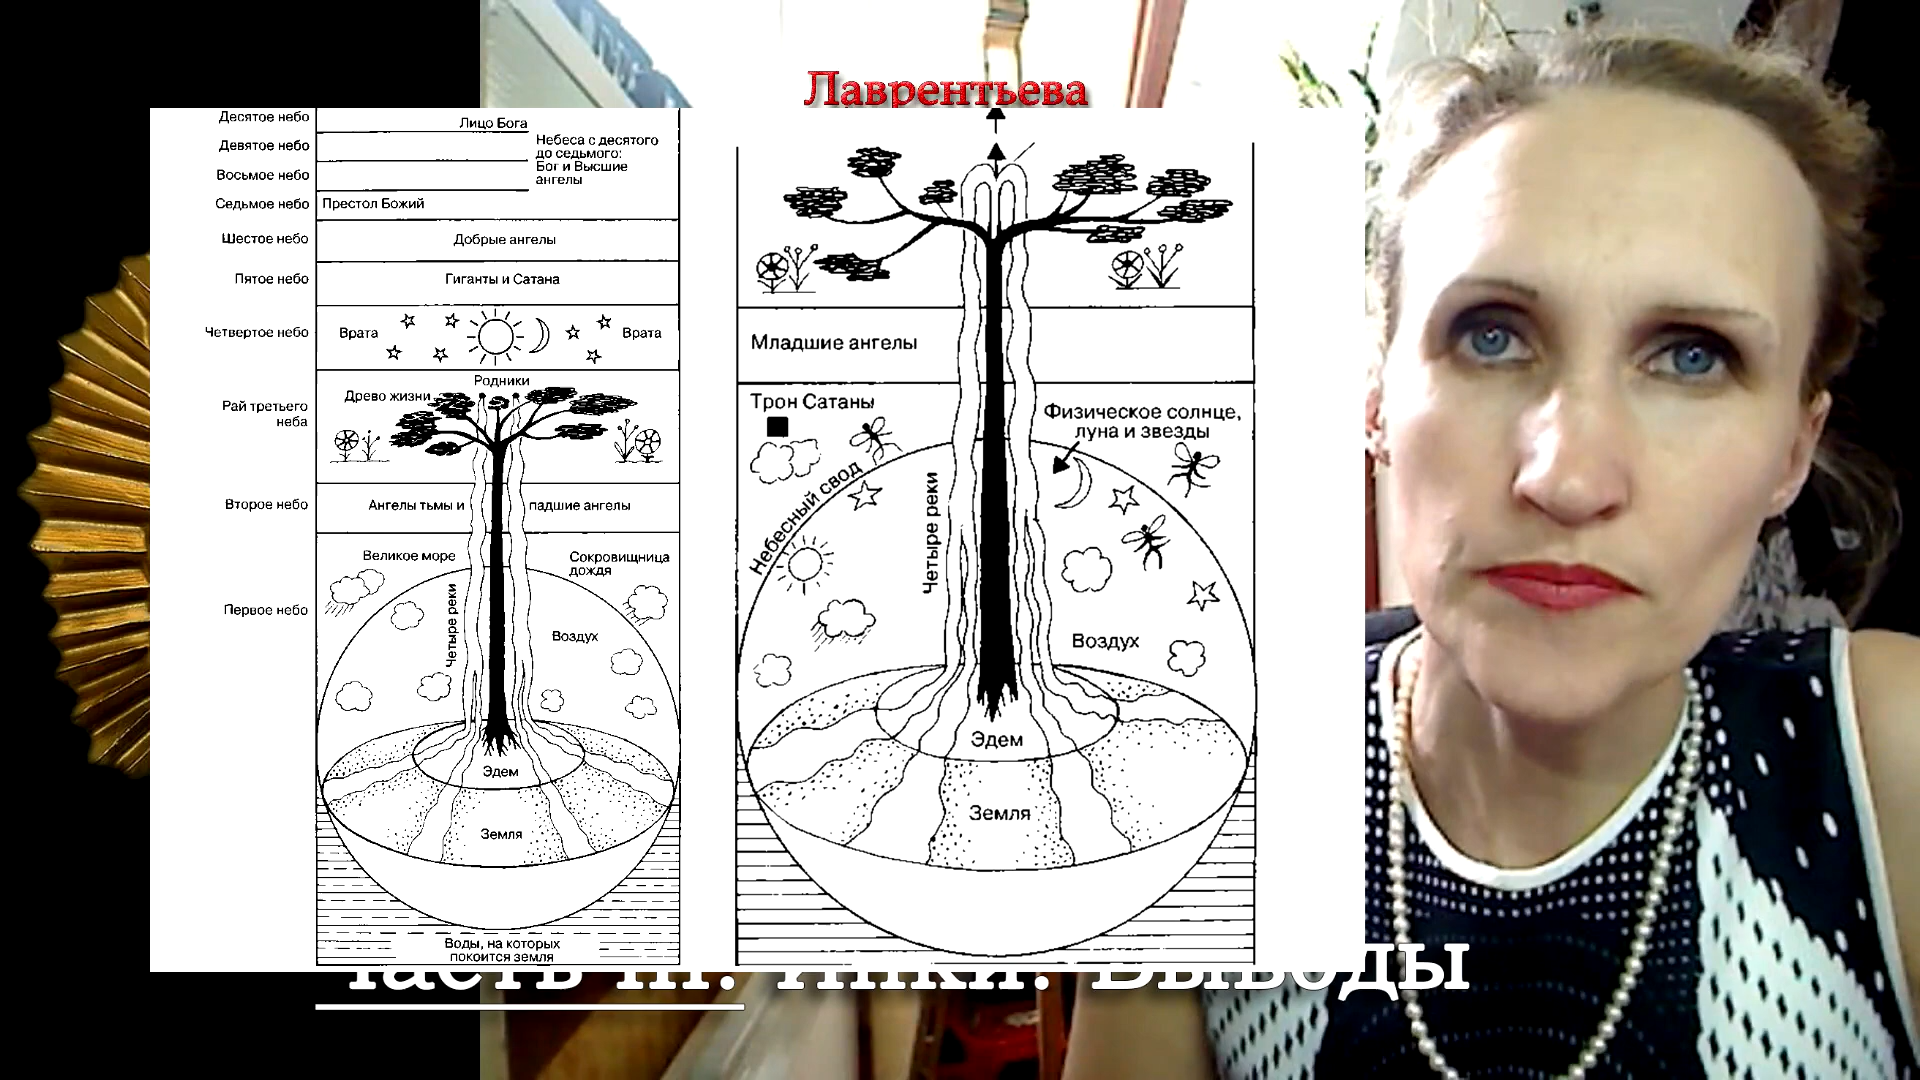 Лаврентьева
Десятое небо
Лицо Бога
Девятое небо
Небеса с десятого
до седьмого:
Бог и Высшие
ангелы
Восьмое небо
Седьмое небо
Престол Божий
Шестое небо
Добрые ангелы
Пятое небо
Гиганты и Сатана
Четвертое небо
Врата
Врата
Рай третьего
неба
Родники
Древо жизни
Второе небо
Ангелы тьмы и
падшие ангелы
Первое небо
Великое море
Сокровищница
дождя
Четыре реки
Воздух
Эдем
Земля
Воды, на которых
покоится земля
Младшие ангелы
Трон Сатаны
Физическое солнце,
луна и звезды
Небесный свод
Четыре реки
Воздух
Эдем
Земля
Часть III. Инки. Выводы